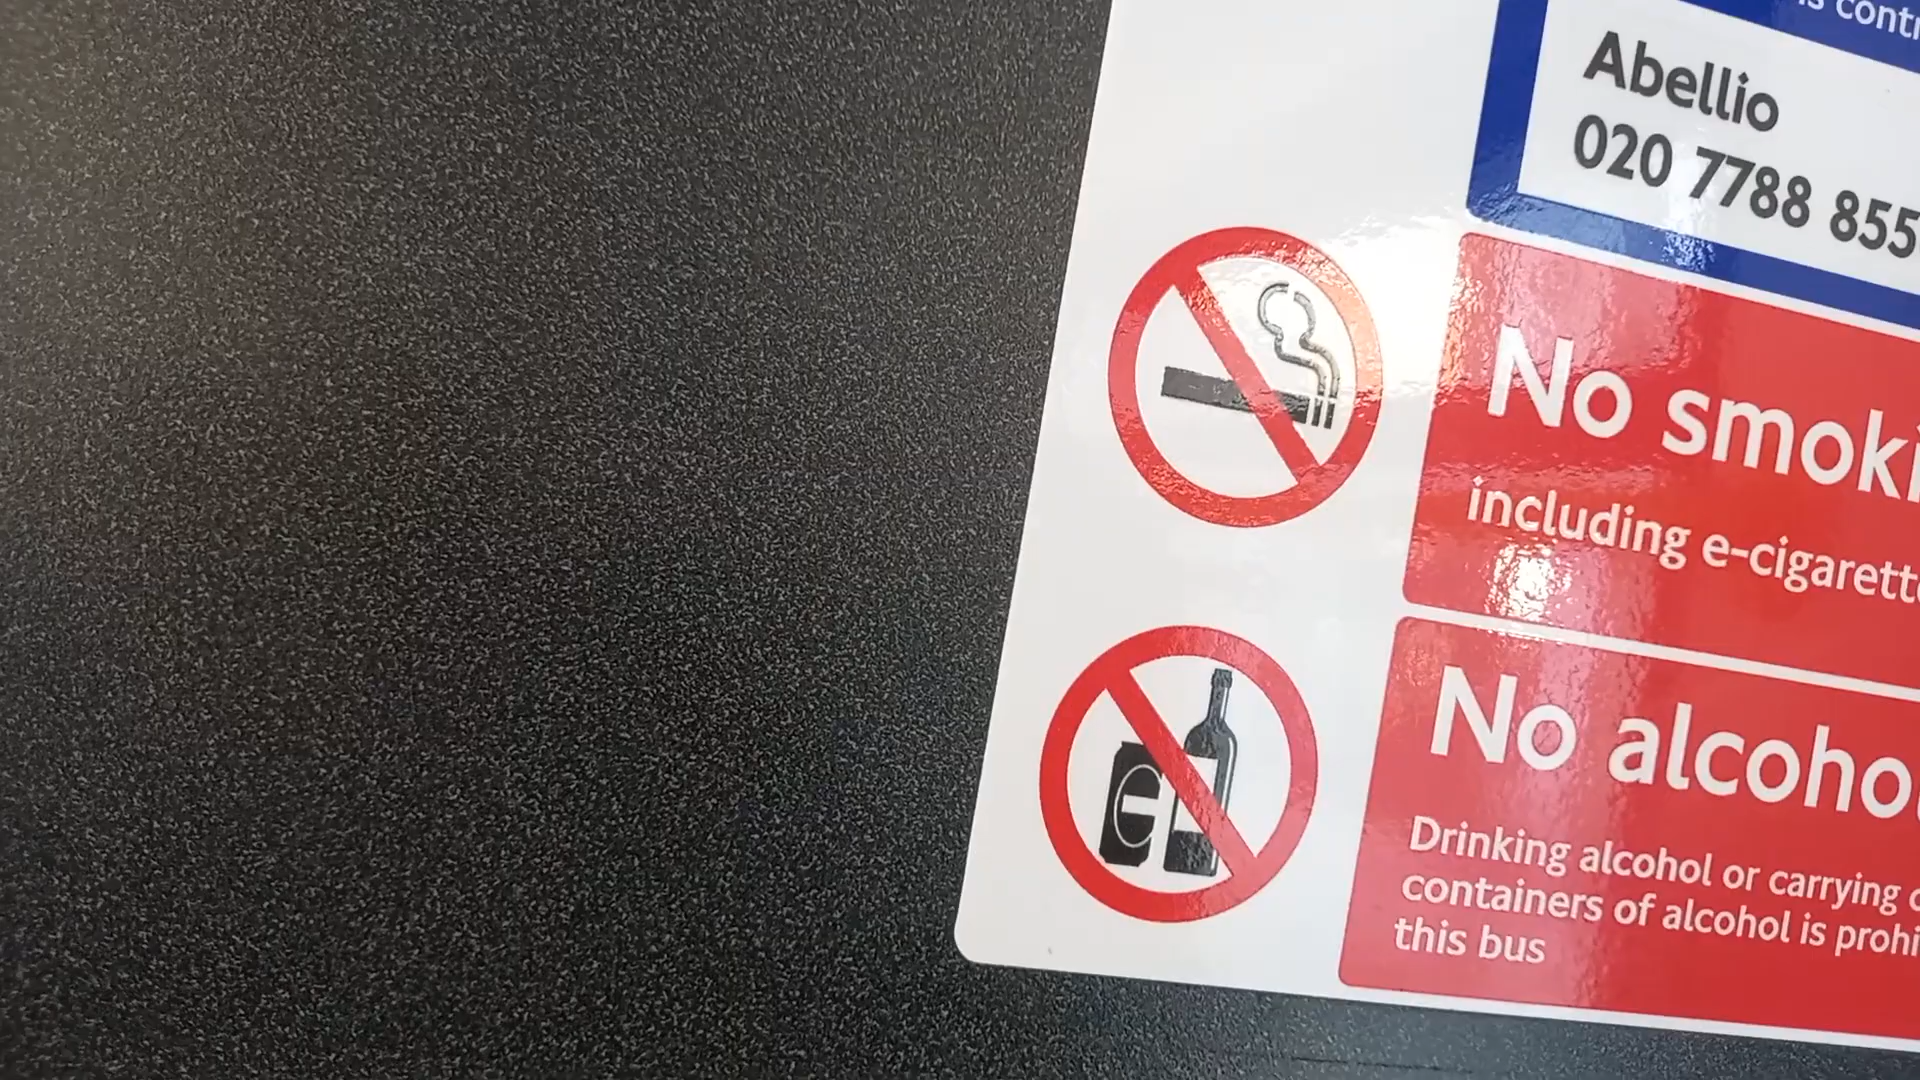 Abellio
020 7788 855
No smoki
including e-cigarett
No alcoho
Drinking alcohol or carrying
containers of alcohol is prohi
this bus